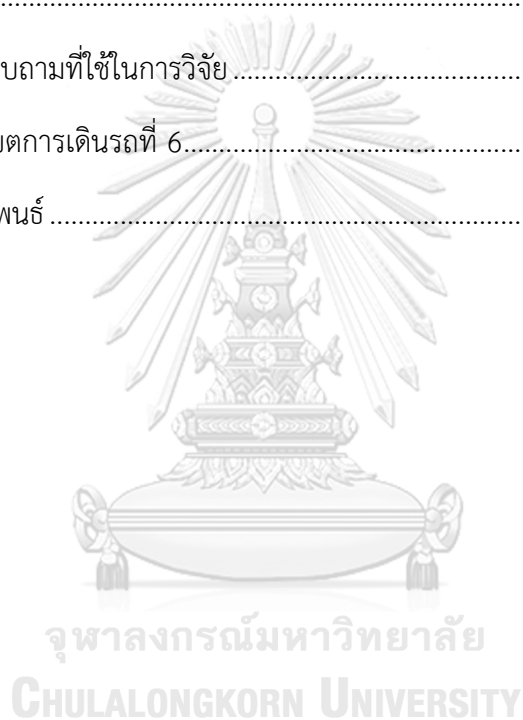 ................................................................
บถามที่ใช้ในการวิจัย................................................
ตการเดินรถที่ 6................................................
พนธ์................................................................
จุฬาลงกรณ์มหาวิทยาลัย
CHULALONGKORN UNIVERSITY